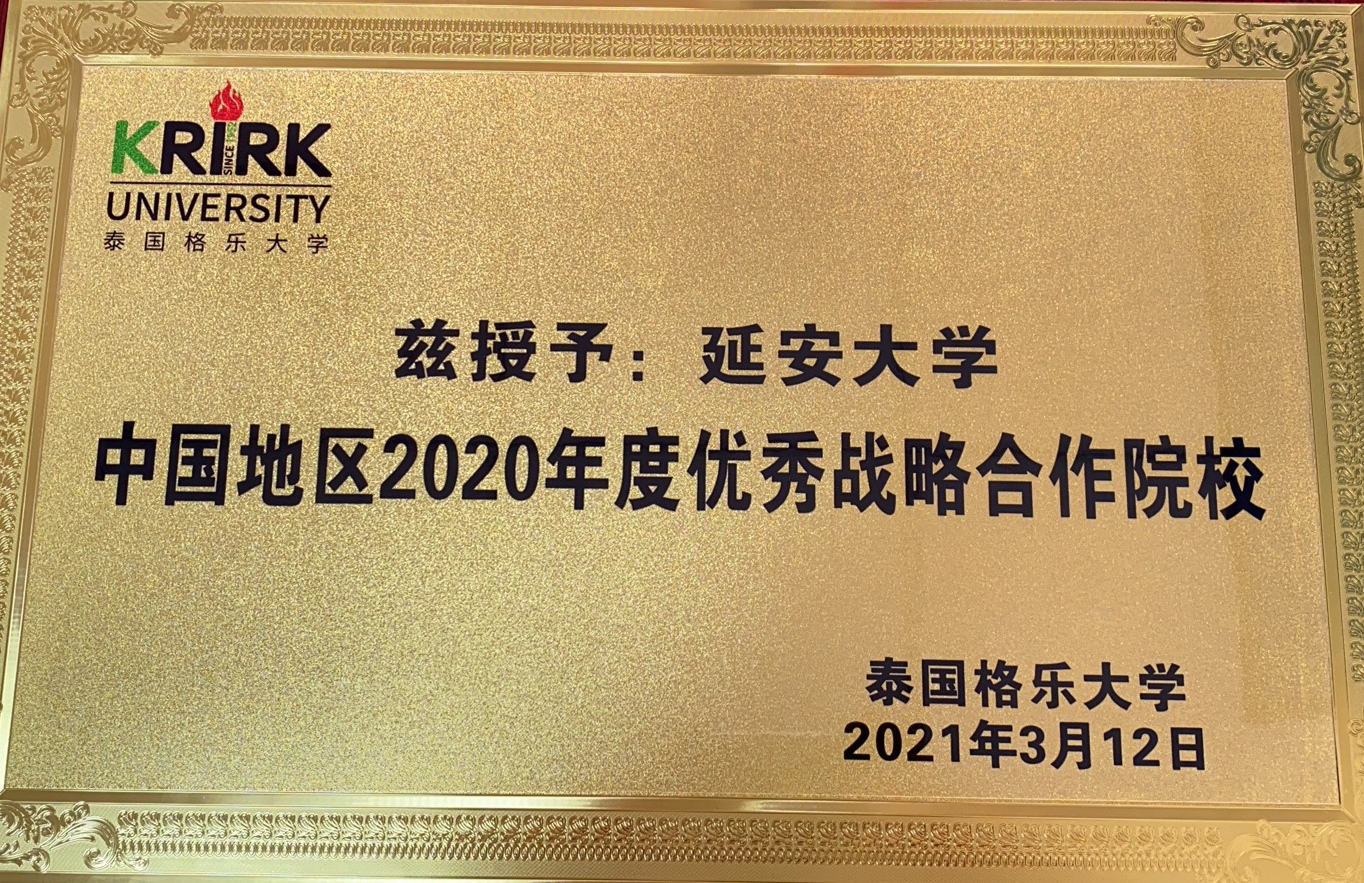 KRIRK
SINCE
UNIVERSITY
泰国格乐大学
兹授予：延安大学
中国地区2020年度优秀战略合作院校
泰国格乐大学
2021年3月12日